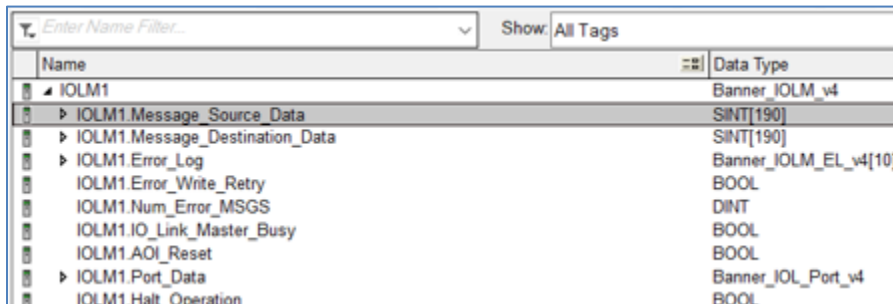 Enter Name Filter... Show: All Tags
Name Data Type
IOLM1 Banner_IOLM_v4
IOLM1.Message_Source_Data SINT[190]
IOLM1.Message_Destination_Data SINT[190]
IOLM1.Error_Log Banner_IOLM_EL_v4[10]
IOLM1.Error_Write_Retry BOOL
IOLM1.Num_Error_MSGS DINT
IOLM1.IO_Link_Master_Busy BOOL
IOLM1.AOI_Reset BOOL
IOLM1.Port_Data Banner_IOL_Port_v4
IOLM1.Halt_Operation BOOL